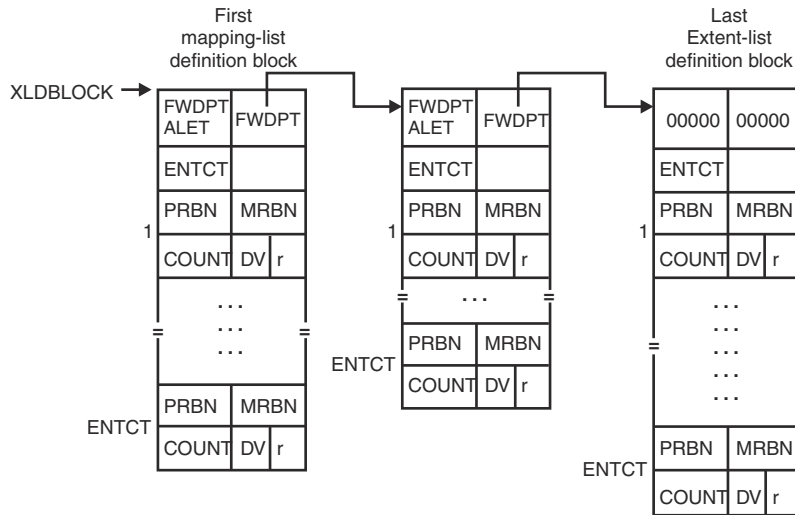 First
mapping-list
definition block
Last
Extent-list
definition block
XLDBLOCK
FWDPT
ALET
FWDPT
ENTCT
PRBN
MRBN
1
COUNT
DV
r
=
. . .
. . .
. . .
=
PRBN
MRBN
ENTCT
COUNT
DV
r
FWDPT
ALET
FWDPT
ENTCT
PRBN
MRBN
1
COUNT
DV
r
=
. . .
=
PRBN
MRBN
ENTCT
COUNT
DV
r
00000
00000
ENTCT
PRBN
MRBN
1
COUNT
DV
r
=
. . .
. . .
. . .
. . .
. . .
PRBN
MRBN
ENTCT
COUNT
DV
r